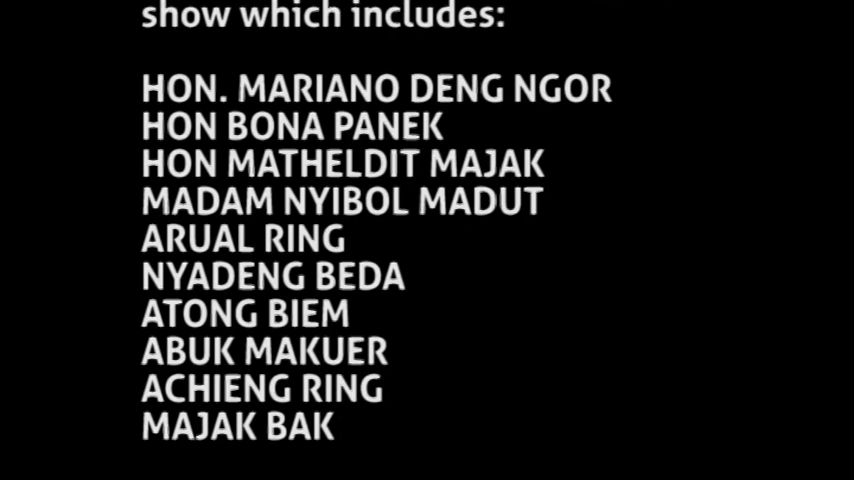 show which includes:
HON. MARIANO DENG NGOR
HON BONA PANEK
HON MATHELDIT MAJAK
MADAM NYIBOL MADUT
ARUAL RING
NYADENG BEDA
ATONG BIEM
ABUK MAKUER
ACHIENG RING
MAJAK BAK